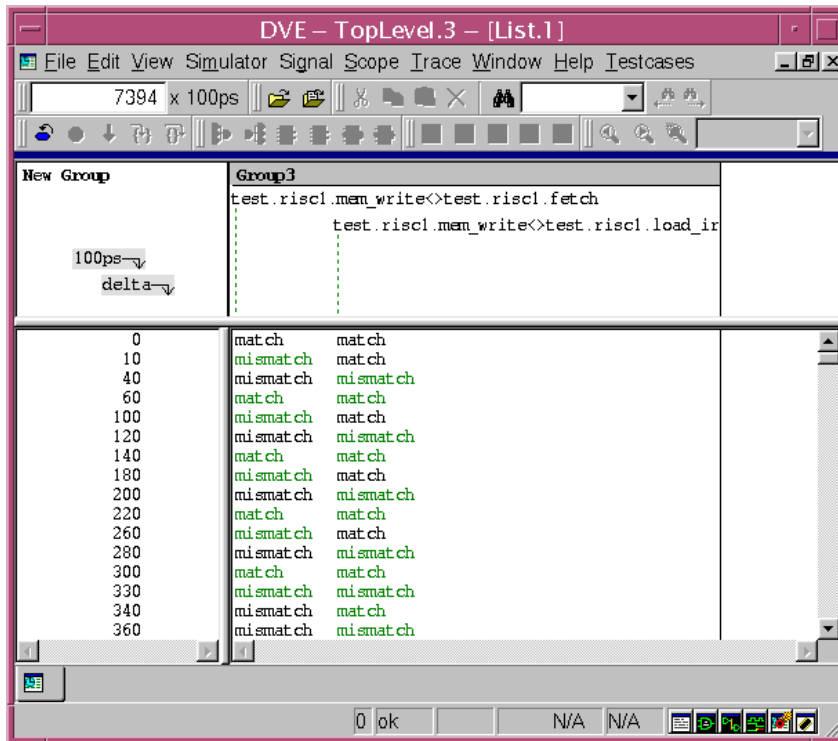 DVE – TopLevel.3 – [List.1]
File Edit View Simulator Signal Scope Trace Window Help Testcases
7394 x 100ps
New Group Group3
test.risc1.mem_write<>test.risc1.fetch
test.risc1.mem_write<>test.risc1.load_ir
100ps
delta
0 match match
10 mismatch match
40 mismatch mismatch
60 match match
100 mismatch match
120 mismatch mismatch
140 match match
180 mismatch match
200 mismatch mismatch
220 match match
260 mismatch match
280 mismatch mismatch
300 match match
330 mismatch mismatch
340 mismatch match
360 mismatch mismatch
0 ok N/A N/A